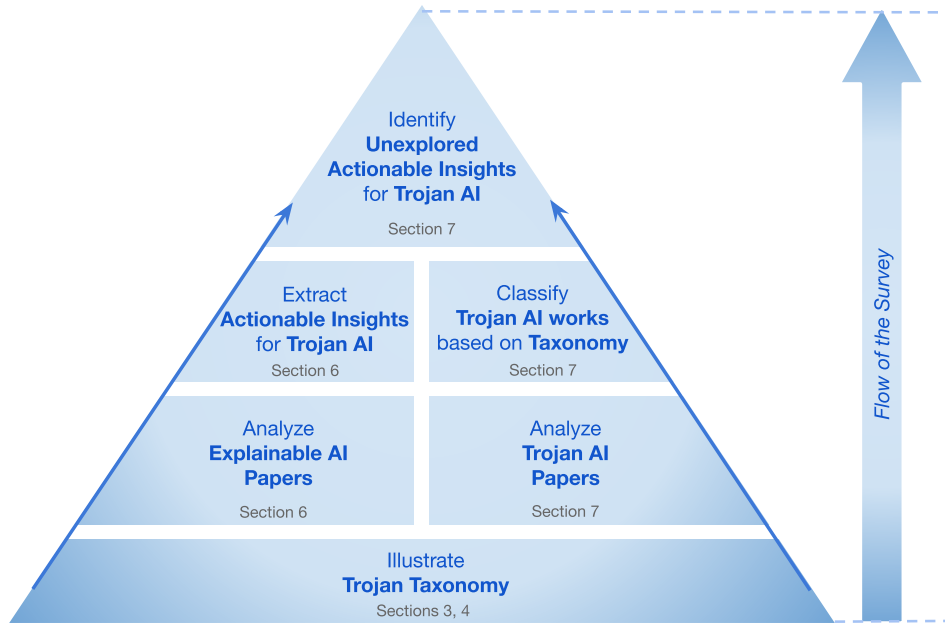 Identify
Unexplored
Actionable Insights
for Trojan AI
Section 7
Extract
Actionable Insights
for Trojan AI
Section 6
Classify
Trojan AI works
based on Taxonomy
Section 7
Analyze
Explainable AI
Papers
Section 6
Analyze
Trojan AI
Papers
Section 7
Illustrate
Trojan Taxonomy
Sections 3, 4
Flow of the Survey